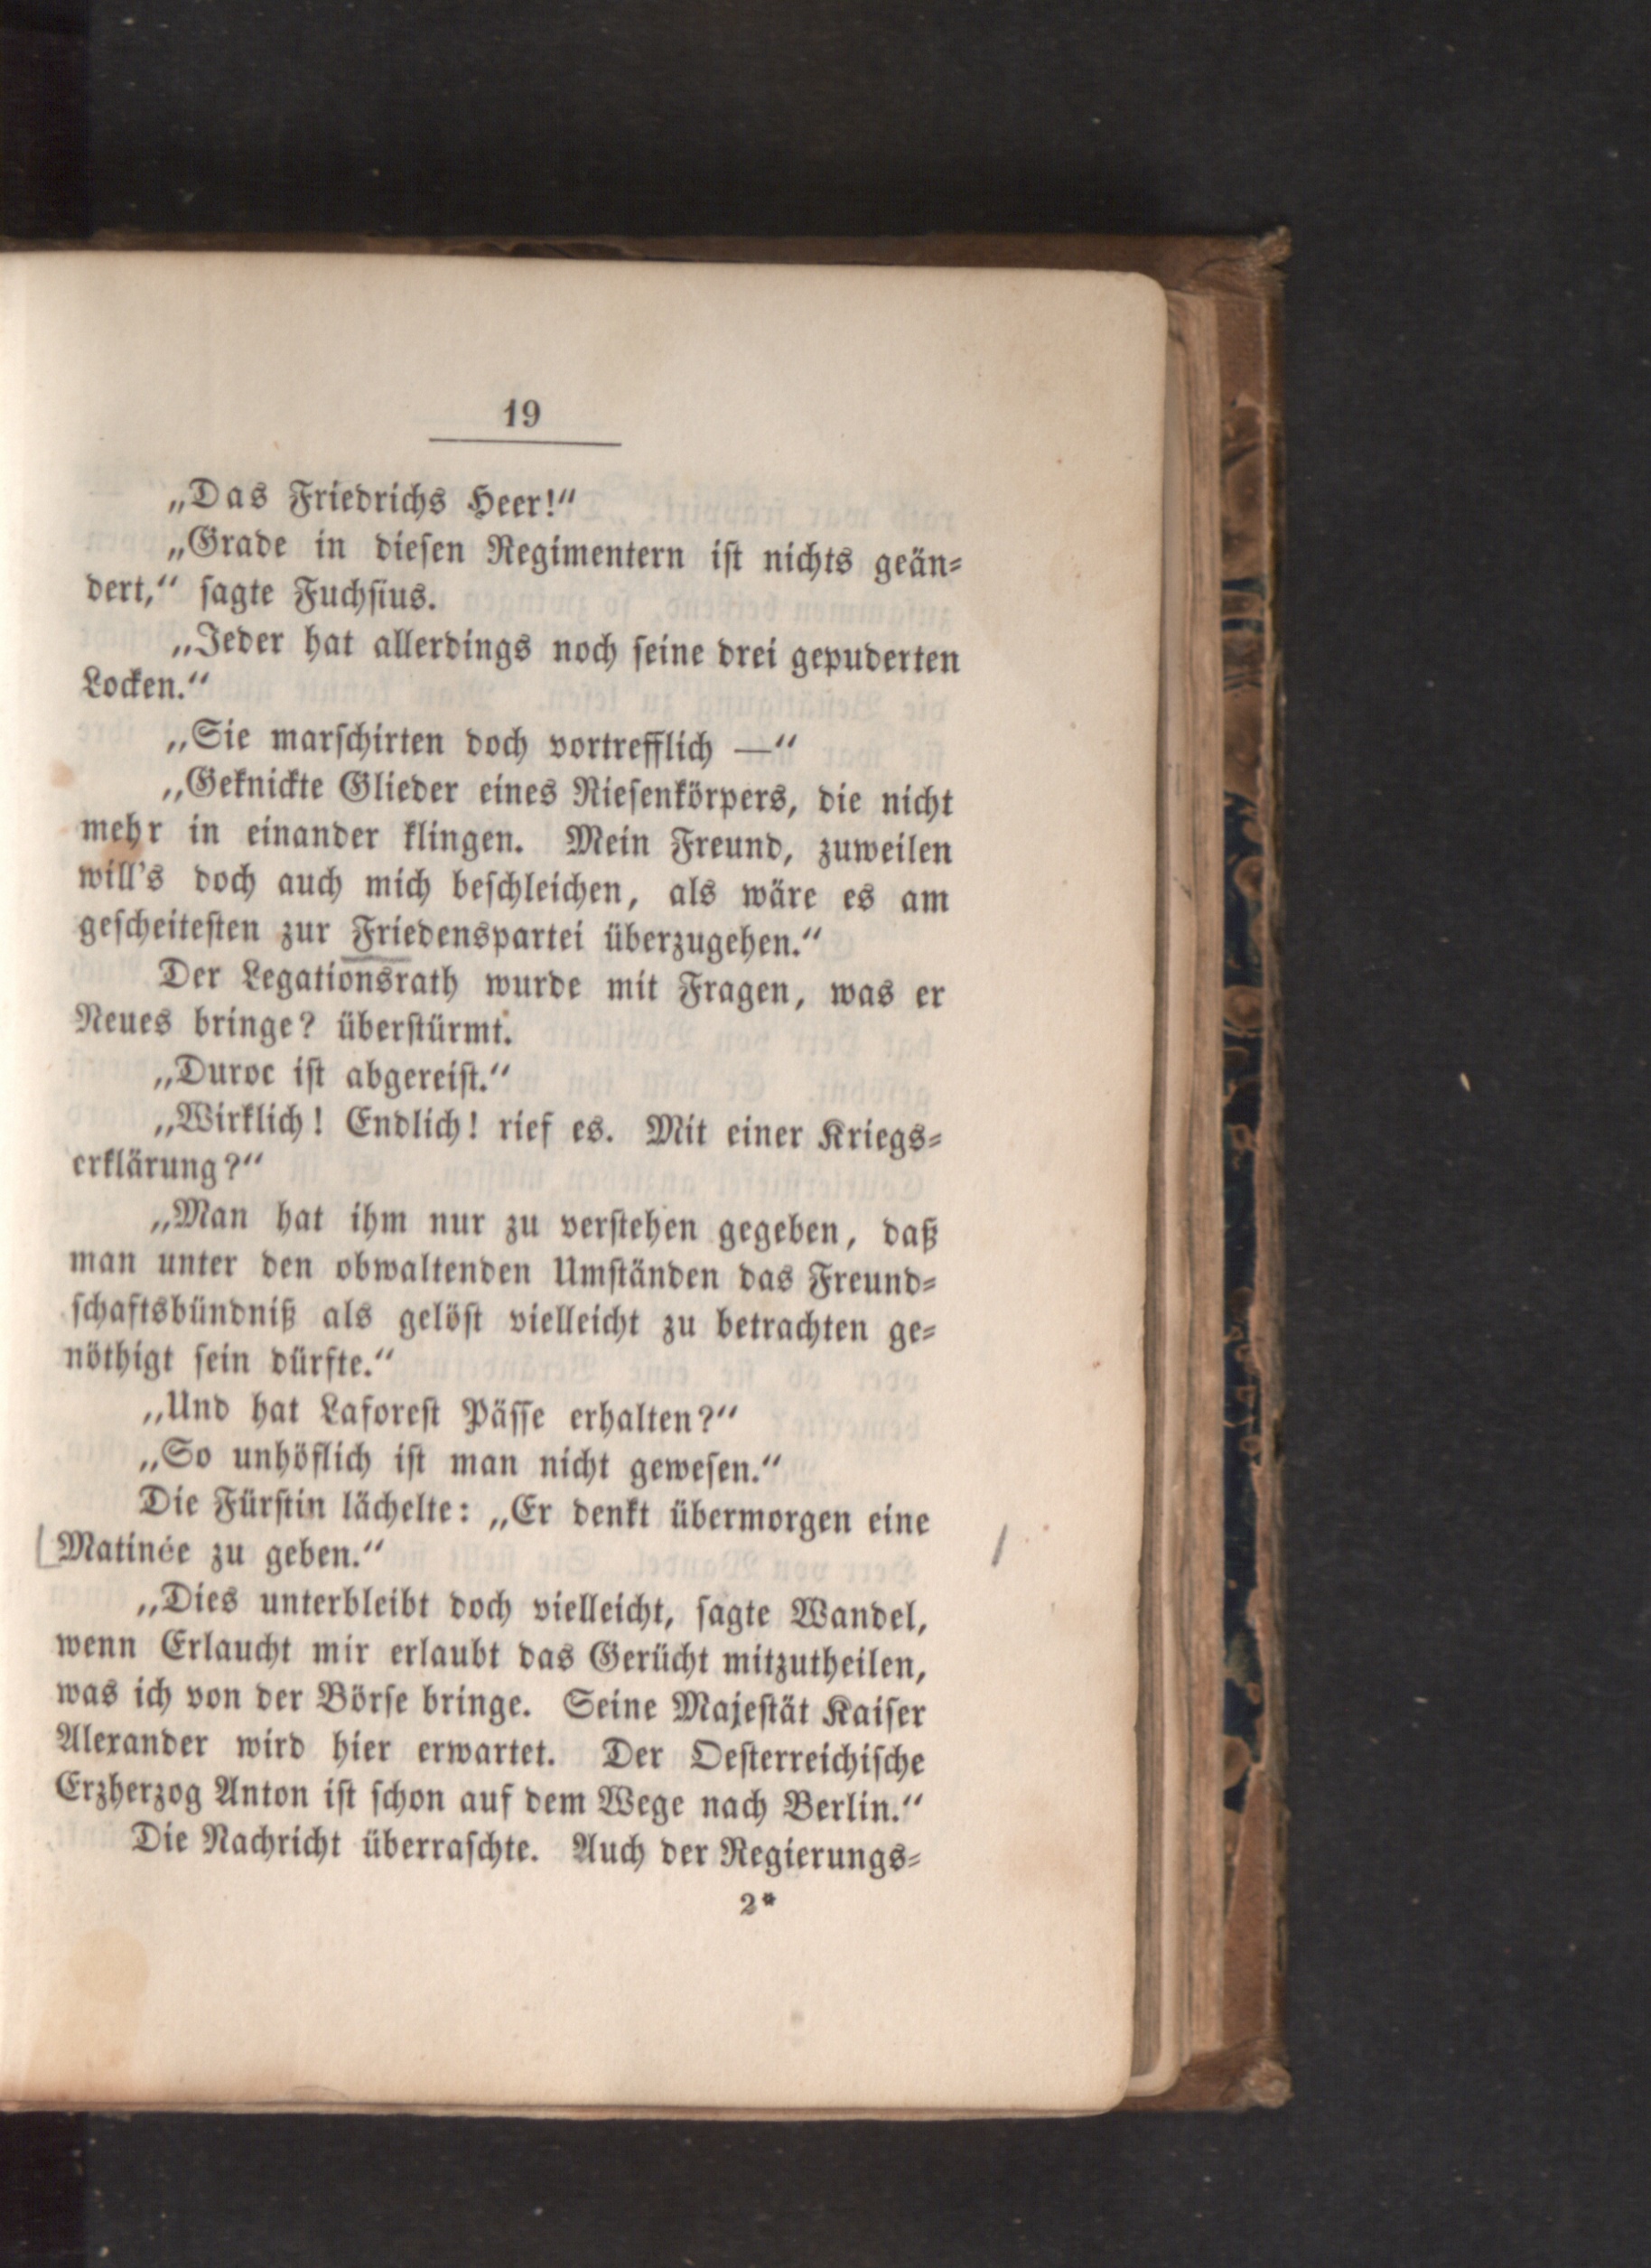 19
„Das Friedrichs Heer!“
„Grade in dieſen Regimentern iſt nichts geän⸗
dert,“ ſagte Fuchſius.
„Jeder hat allerdings noch ſeine drei gepuderten
Locken.“
„Sie marſchirten doch vortrefflich —“
„Geknickte Glieder eines Rieſenkörpers, die nicht
mehr in einander klingen. Mein Freund, zuweilen
will's doch auch mich beſchleichen, als wäre es am
geſcheiteſten zur Friedenspartei überzugehen.“
Der Legationsrath wurde mit Fragen, was er
Neues bringe? überſtürmt.
„Duroc iſt abgereiſt.“
„Wirklich! Endlich! rief es. Mit einer Kriegs⸗
erklärung?“
„Man hat ihm nur zu verſtehen gegeben, daß
man unter den obwaltenden Umſtänden das Freund⸗
ſchaftsbündniß als gelöſt vielleicht zu betrachten ge⸗
nöthigt ſein dürfte.“
„Und hat Laforeſt Päſſe erhalten?“
„So unhöflich iſt man nicht geweſen.“
Die Fürſtin lächelte: „Er denkt übermorgen eine
Matinée zu geben.“
„Dies unterbleibt doch vielleicht, ſagte Wandel,
wenn Erlaucht mir erlaubt das Gerücht mitzutheilen,
was ich von der Börſe bringe. Seine Majeſtät Kaiſer
Alexander wird hier erwartet. Der Oeſterreichiſche
Erzherzog Anton iſt ſchon auf dem Wege nach Berlin.“
Die Nachricht überraſchte. Auch der Regierungs⸗
2*